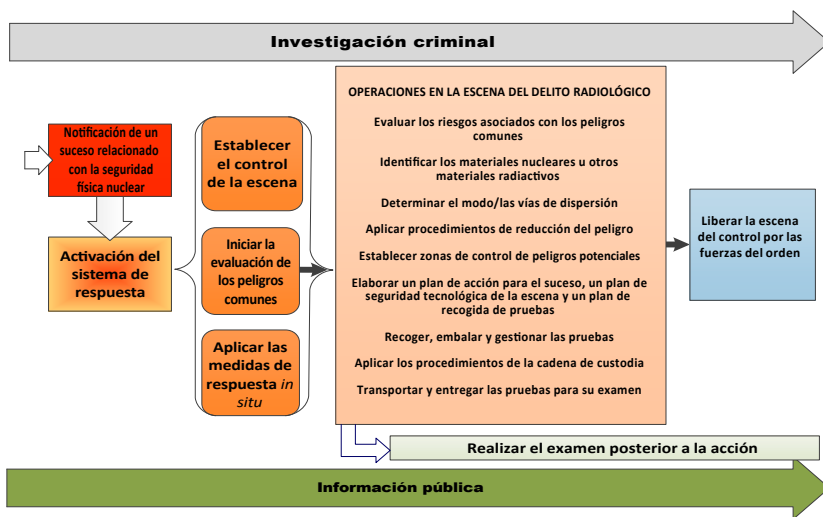 Investigación criminal
Notificación de un
suceso relacionado
con la seguridad
física nuclear
Activación del
sistema de
respuesta
Establecer
el control
de la escena
Iniciar la
evaluación de
los peligros
comunes
Aplicar las
medidas de
respuesta in
situ
OPERACIONES EN LA ESCENA DEL DELITO RADIOLÓGICO
Evaluar los riesgos asociados con los peligros
comunes
Identificar los materiales nucleares u otros
materiales radiactivos
Determinar el modo/las vías de dispersión
Aplicar procedimientos de reducción del peligro
Establecer zonas de control de peligros potenciales
Elaborar un plan de acción para el suceso, un plan de
seguridad tecnológica de la escena y un plan de
recogida de pruebas
Recoger, embalar y gestionar las pruebas
Aplicar los procedimientos de la cadena de custodia
Transportar y entregar las pruebas para su examen
Liberar la escena
del control por las
fuerzas del orden
Realizar el examen posterior a la acción
Información pública